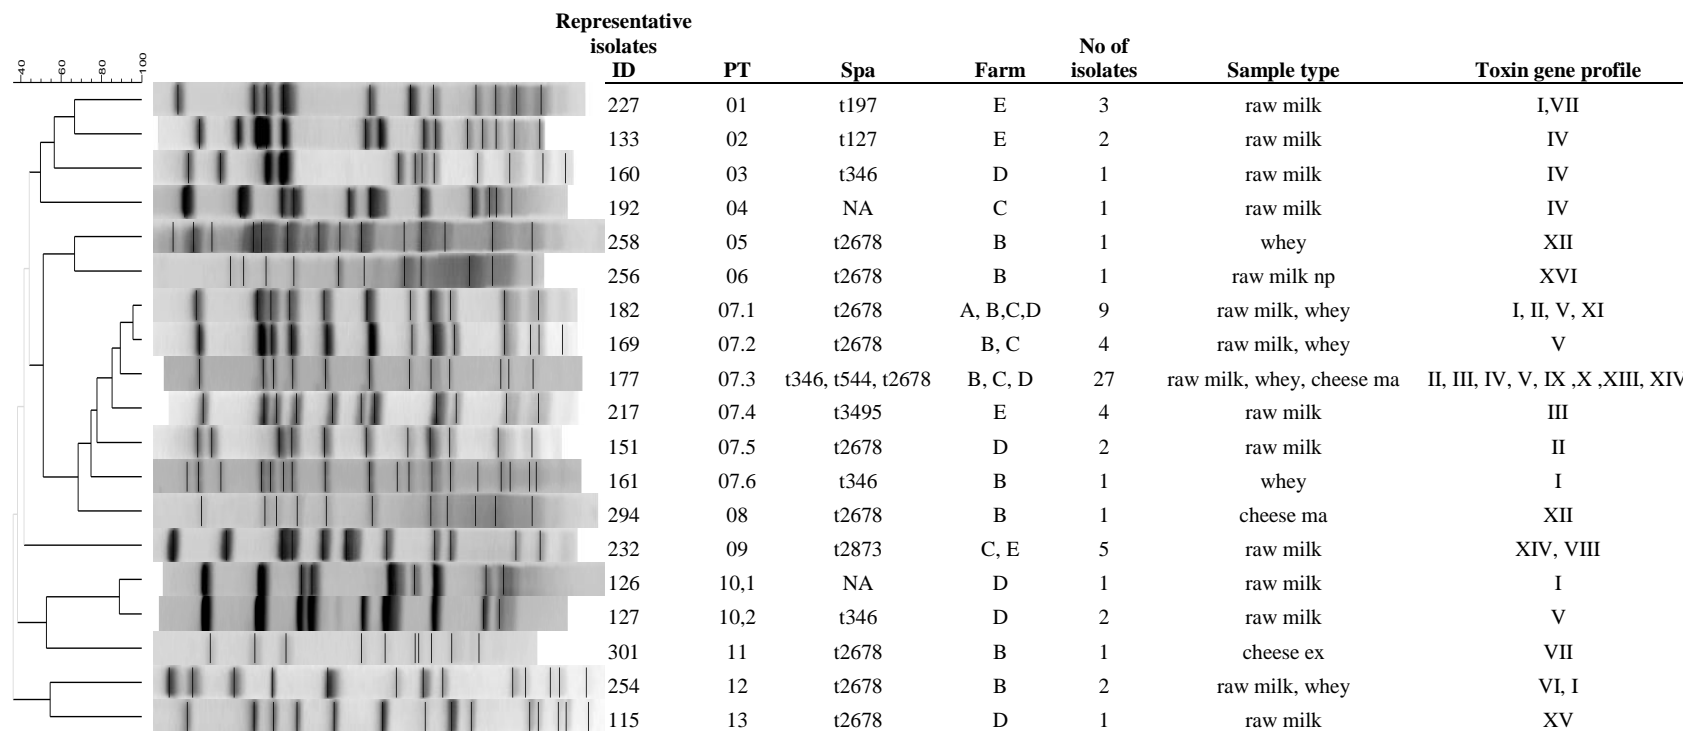 Representative
isolates No of
40 60 80 100 ID PT Spa Farm isolates Sample type Toxin gene profile
227 01 t197 E 3 raw milk I,VII
133 02 t127 E 2 raw milk IV
160 03 t346 D 1 raw milk IV
192 04 NA C 1 raw milk IV
258 05 t2678 B 1 whey XII
256 06 t2678 B 1 raw milk np XVI
182 07.1 t2678 A, B,C,D 9 raw milk, whey I, II, V, XI
169 07.2 t2678 B, C 4 raw milk, whey V
177 07.3 t346, t544, t2678 B, C, D 27 raw milk, whey, cheese ma II, III, IV, V, IX ,X ,XIII, XIV
217 07.4 t3495 E 4 raw milk III
151 07.5 t2678 D 2 raw milk II
161 07.6 t346 B 1 whey I
294 08 t2678 B 1 cheese ma XII
232 09 t2873 C, E 5 raw milk XIV, VIII
126 10,1 NA D 1 raw milk I
127 10,2 t346 D 2 raw milk V
301 11 t2678 B 1 cheese ex VII
254 12 t2678 B 2 raw milk, whey VI, I
115 13 t2678 D 1 raw milk XV